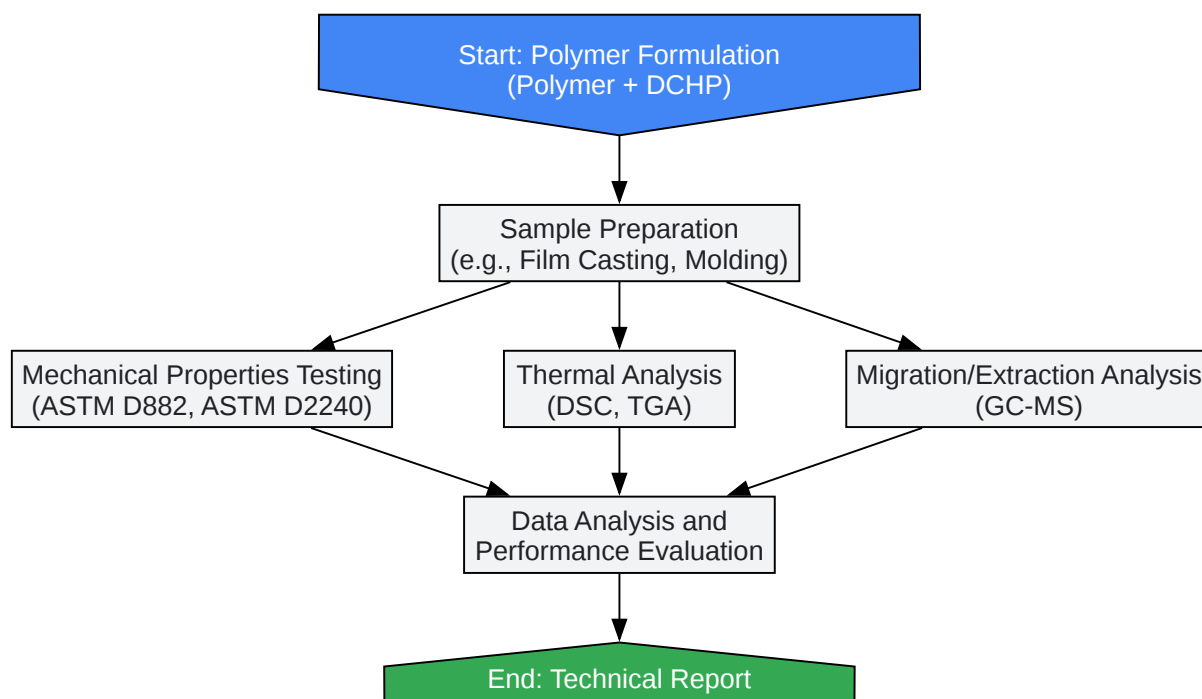 Start: Polymer Formulation
(Polymer + DCHP)
Sample Preparation
(e.g., Film Casting, Molding)
Mechanical Properties Testing
(ASTM D882, ASTM D2240)
Thermal Analysis
(DSC, TGA)
Migration/Extraction Analysis
(GC-MS)
Data Analysis and
Performance Evaluation
End: Technical Report